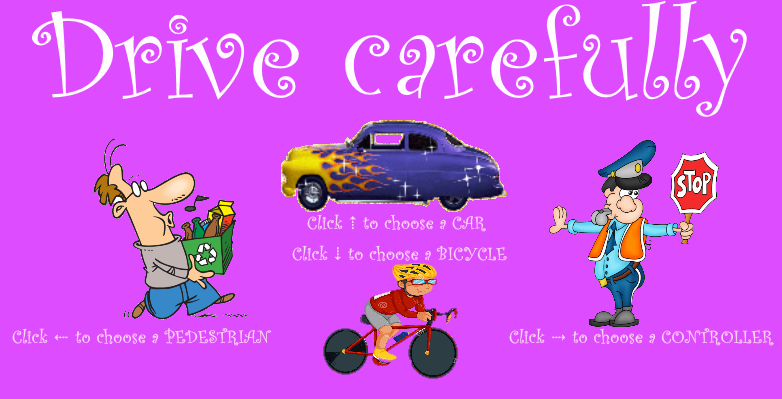 Drive carefully
STOP
Click ↑ to choose a CAR
Click ↓ to choose a BICYCLE
Click ← to choose a PEDESTRIAN
Click → to choose a CONTROLLER